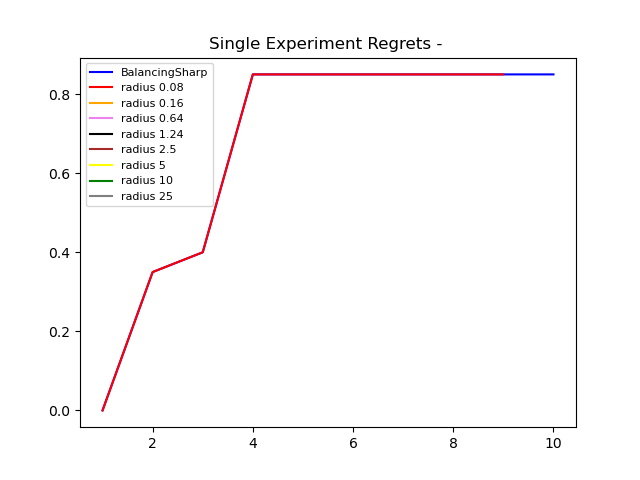 Single Experiment Regrets -
BalancingSharp
radius 0.08
radius 0.16
radius 0.64
radius 1.24
radius 2.5
radius 5
radius 10
radius 25
0.8
0.6
0.4
0.2
0.0
2 4 6 8 10